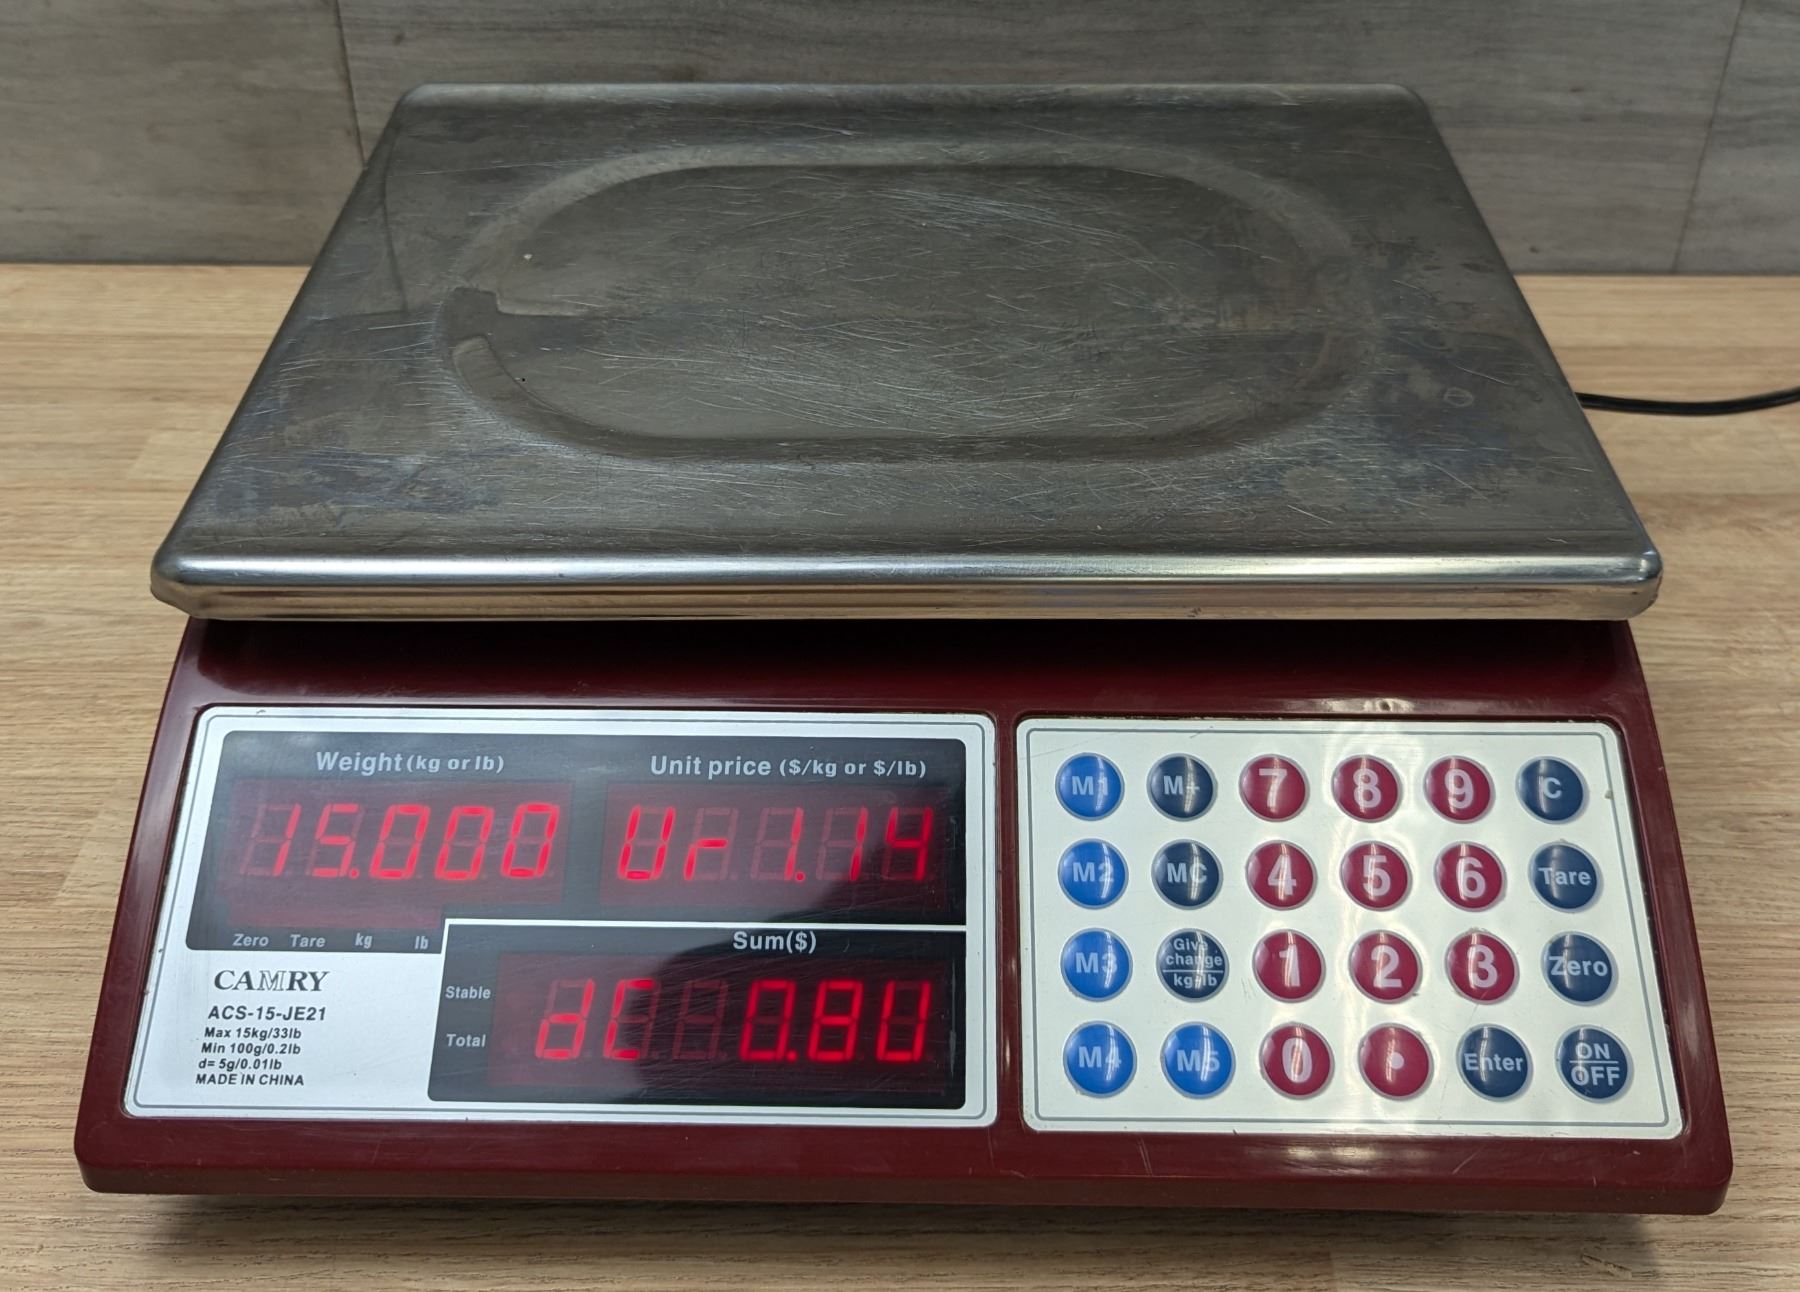 Weight (kg or lb) Unit price ($/kg or $/lb)
15.000 Ur 1.14
Zero Tare kg lb
Sum($)
Stable
Total
dC 0.8U
CAMRY
ACS-15-JE21
Max 15kg/33lb
Min 100g/0.2lb
d= 5g/0.01lb
MADE IN CHINA
M1 M+ 7 8 9 C
M2 MC 4 5 6 Tare
M3 Give change kg-lb 1 2 3 Zero
M4 M5 0 • Enter ON OFF